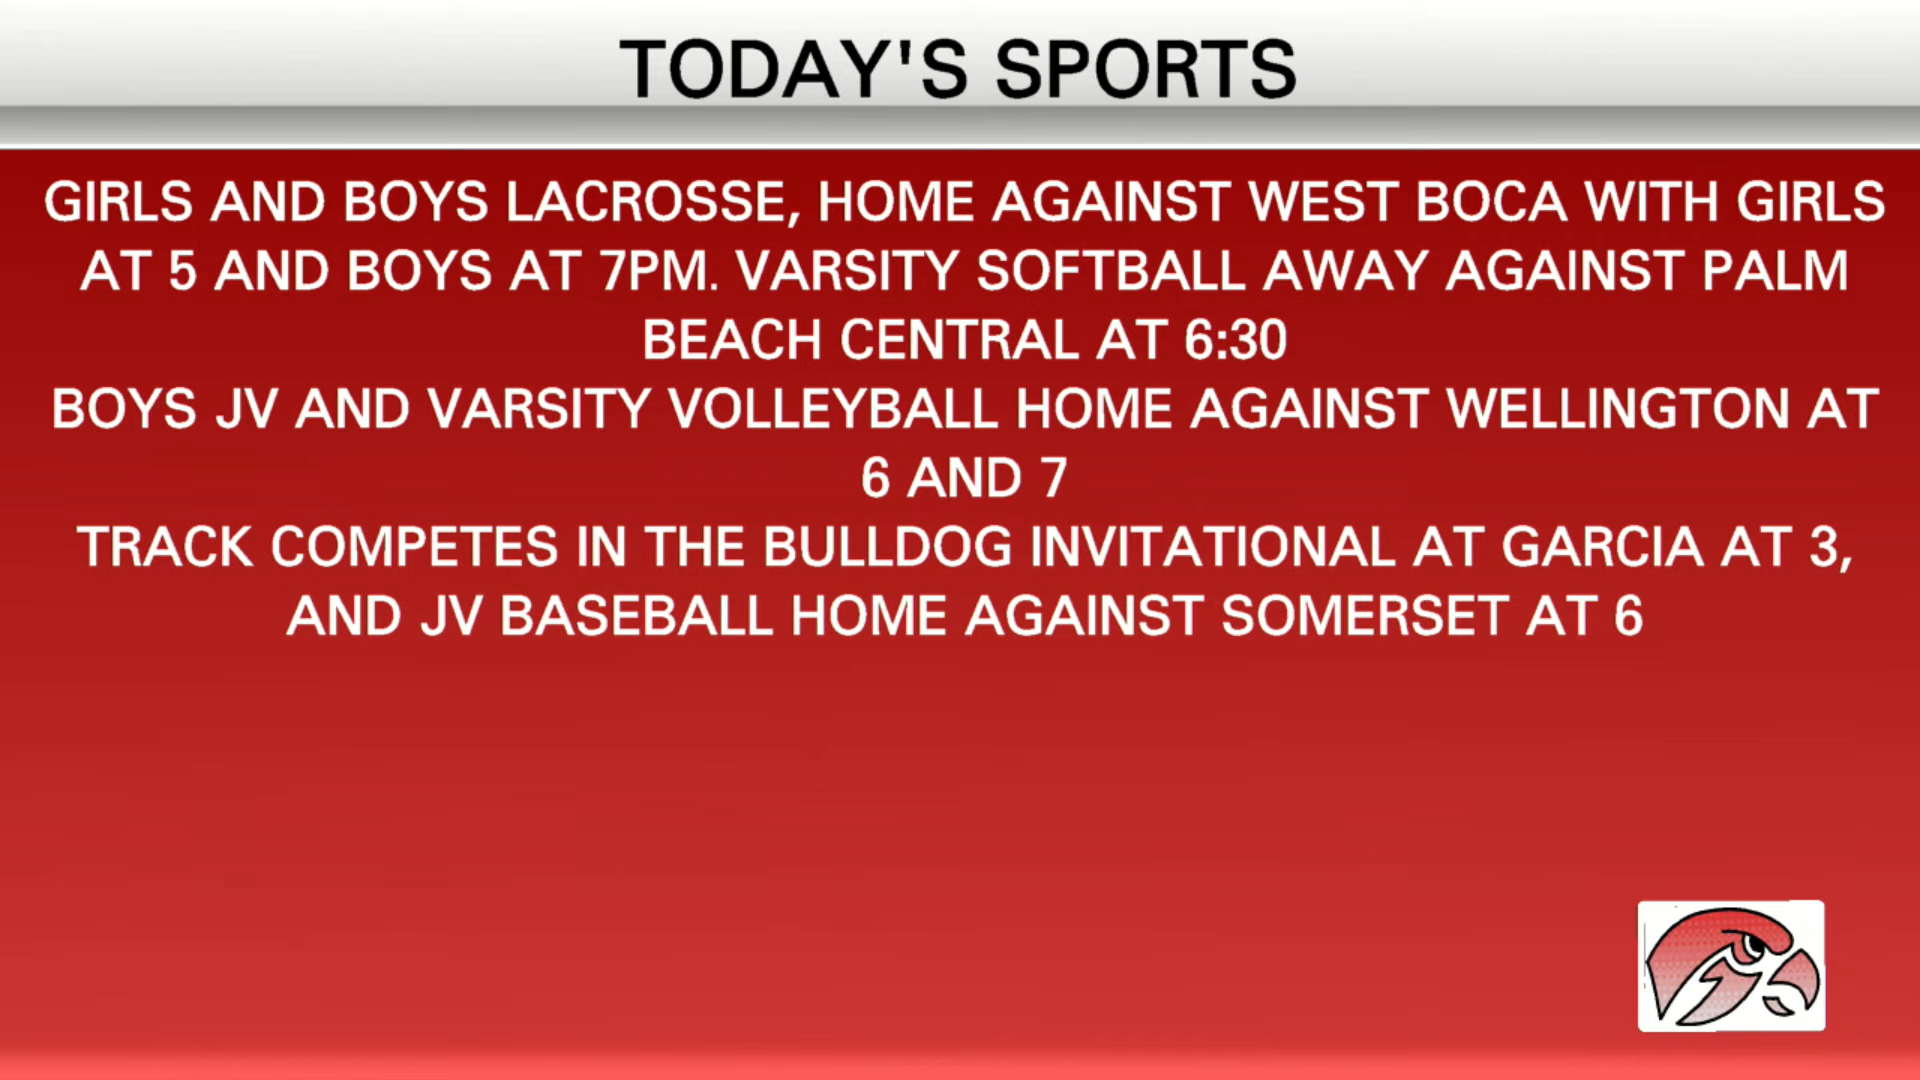 TODAY'S SPORTS
GIRLS AND BOYS LACROSSE, HOME AGAINST WEST BOCA WITH GIRLS
AT 5 AND BOYS AT 7PM. VARSITY SOFTBALL AWAY AGAINST PALM
BEACH CENTRAL AT 6:30
BOYS JV AND VARSITY VOLLEYBALL HOME AGAINST WELLINGTON AT
6 AND 7
TRACK COMPETES IN THE BULLDOG INVITATIONAL AT GARCIA AT 3,
AND JV BASEBALL HOME AGAINST SOMERSET AT 6